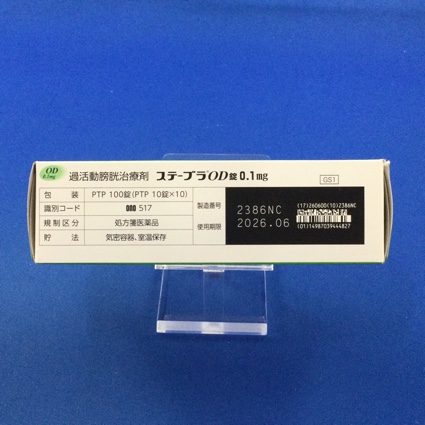 OD
0.1mg
過活動膀胱治療剤 ステーブラOD錠 0.1mg
GS1
包装 PTP 100錠(PTP 10錠×10)
識別コード 517
規制区分 処方箋医薬品
貯法 気密容器、室温保存
製造番号 2386NC
使用期限 2026.06
(17)260600(10)2386NC
(01)14987039444827